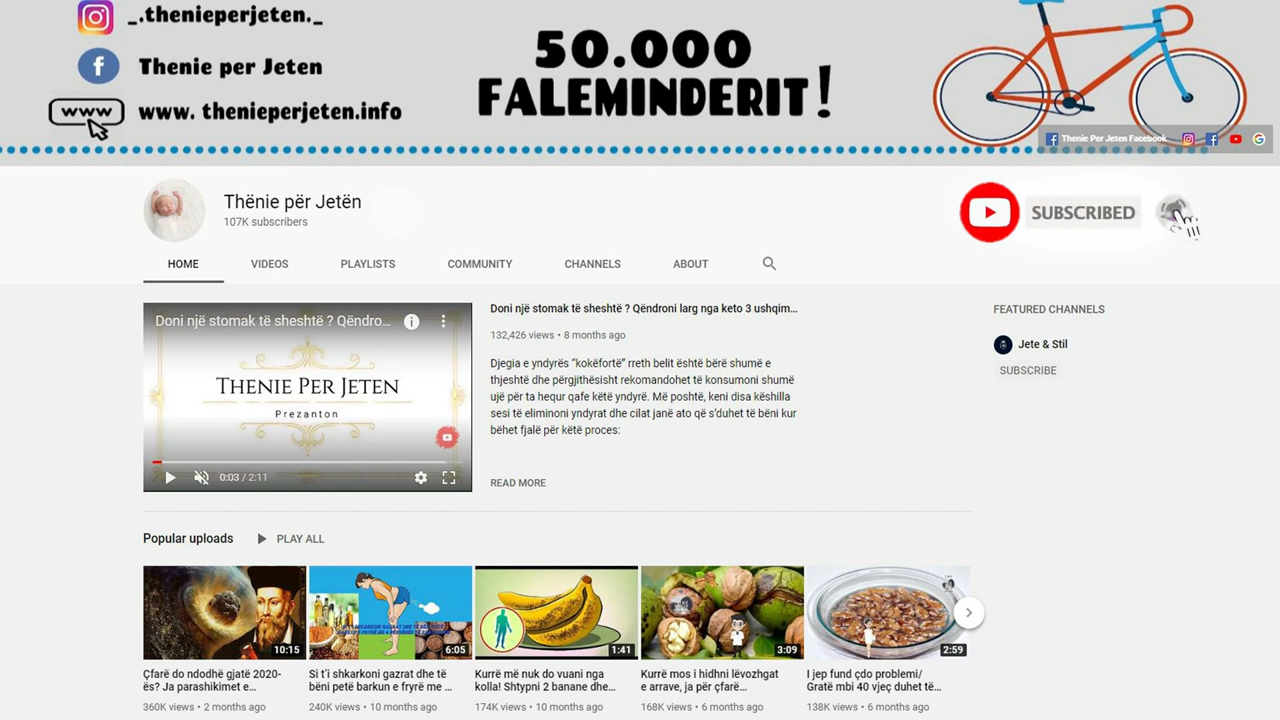 _.thenieperjeten._
Thenie per Jeten
www
www. thenieperjeten.info
50.000
FALEMINDERIT!
Thenie Per Jeten Facebook
Thënie për Jetën
107K subscribers
SUBSCRIBED
HOME
VIDEOS
PLAYLISTS
COMMUNITY
CHANNELS
ABOUT
Doni një stomak të sheshtë ? Qëndro...
THENIE PER JETEN
Prezanton
0:03 / 2:11
Doni një stomak të sheshtë ? Qëndroni larg nga keto 3 ushqim...
132,426 views • 8 months ago
Djegia e yndyrës “kokëfortë” rreth belit është bërë shumë e
thjeshtë dhe përgjithësisht rekomandohet të konsumoni shumë
ujë për ta hequr qafe këtë yndyrë. Më poshtë, keni disa këshilla
sesi të eliminoni yndyrat dhe cilat janë ato që s’duhet të bëni kur
bëhet fjalë për këtë proces:
READ MORE
FEATURED CHANNELS
Jete & Stil
SUBSCRIBE
Popular uploads
PLAY ALL
10:15
Çfarë do ndodhë gjatë 2020-
ës? Ja parashikimet e...
360K views • 2 months ago
6:05
Si t’i shkarkoni gazrat dhe të
bëni petë barkun e fryrë me ...
240K views • 10 months ago
1:41
Kurrë më nuk do vuani nga
kolla! Shtypni 2 banane dhe...
174K views • 10 months ago
3:09
Kurrë mos i hidhni lëvozhgat
e arrave, ja për çfarë...
168K views • 6 months ago
2:59
I jep fund çdo problemi/
Gratë mbi 40 vjeç duhet të...
138K views • 6 months ago